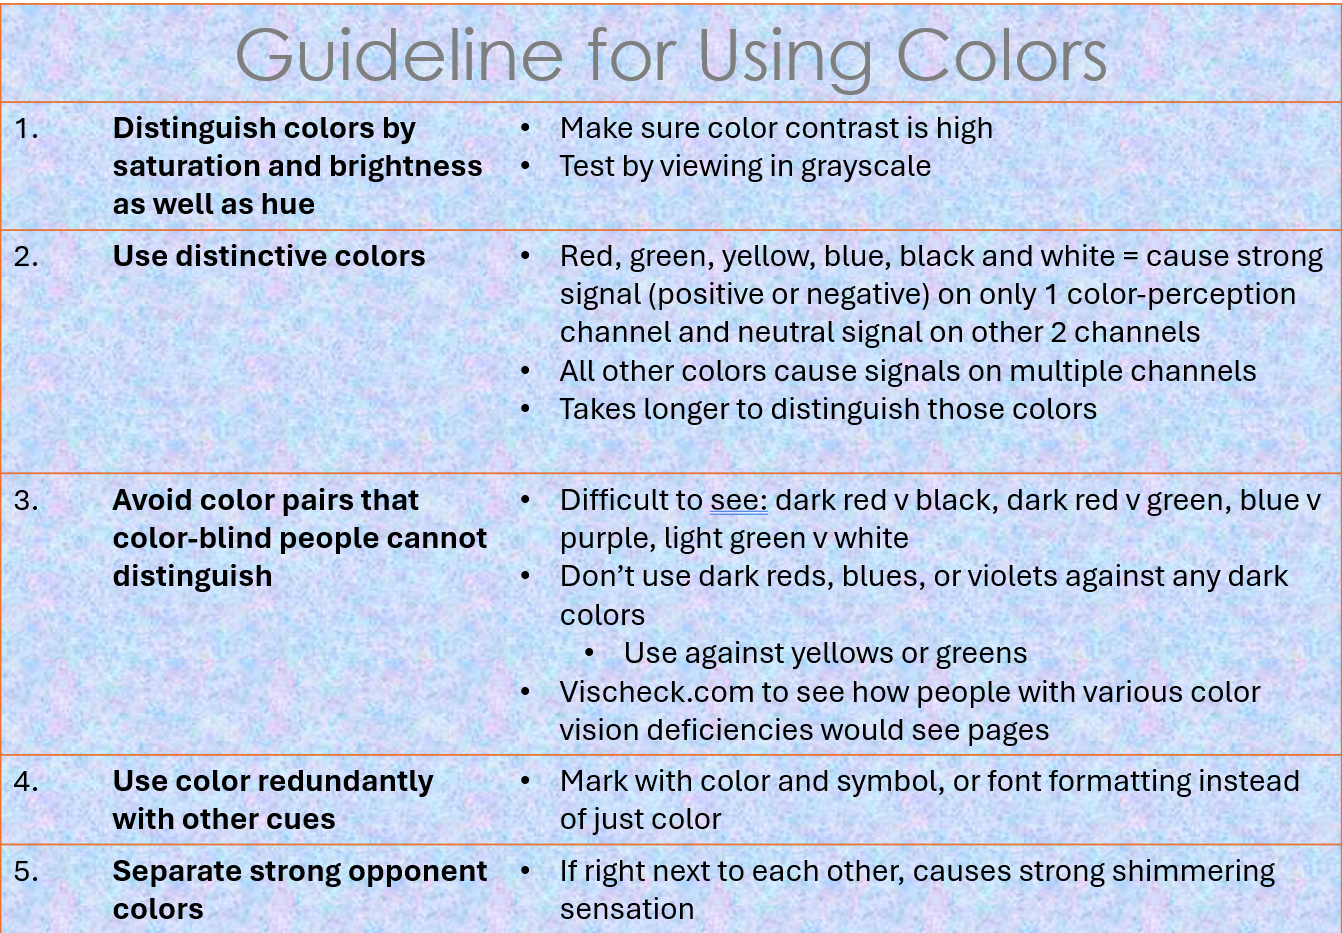 Guideline for Using Colors
1. Distinguish colors by
saturation and brightness
as well as hue
• Make sure color contrast is high
• Test by viewing in grayscale
2. Use distinctive colors
• Red, green, yellow, blue, black and white = cause strong
signal (positive or negative) on only 1 color-perception
channel and neutral signal on other 2 channels
• All other colors cause signals on multiple channels
• Takes longer to distinguish those colors
3. Avoid color pairs that
color-blind people cannot
distinguish
• Difficult to see: dark red v black, dark red v green, blue v
purple, light green v white
• Don’t use dark reds, blues, or violets against any dark
colors
• Use against yellows or greens
• Vischeck.com to see how people with various color
vision deficiencies would see pages
4. Use color redundantly
with other cues
• Mark with color and symbol, or font formatting instead
of just color
5. Separate strong opponent
colors
• If right next to each other, causes strong shimmering
sensation